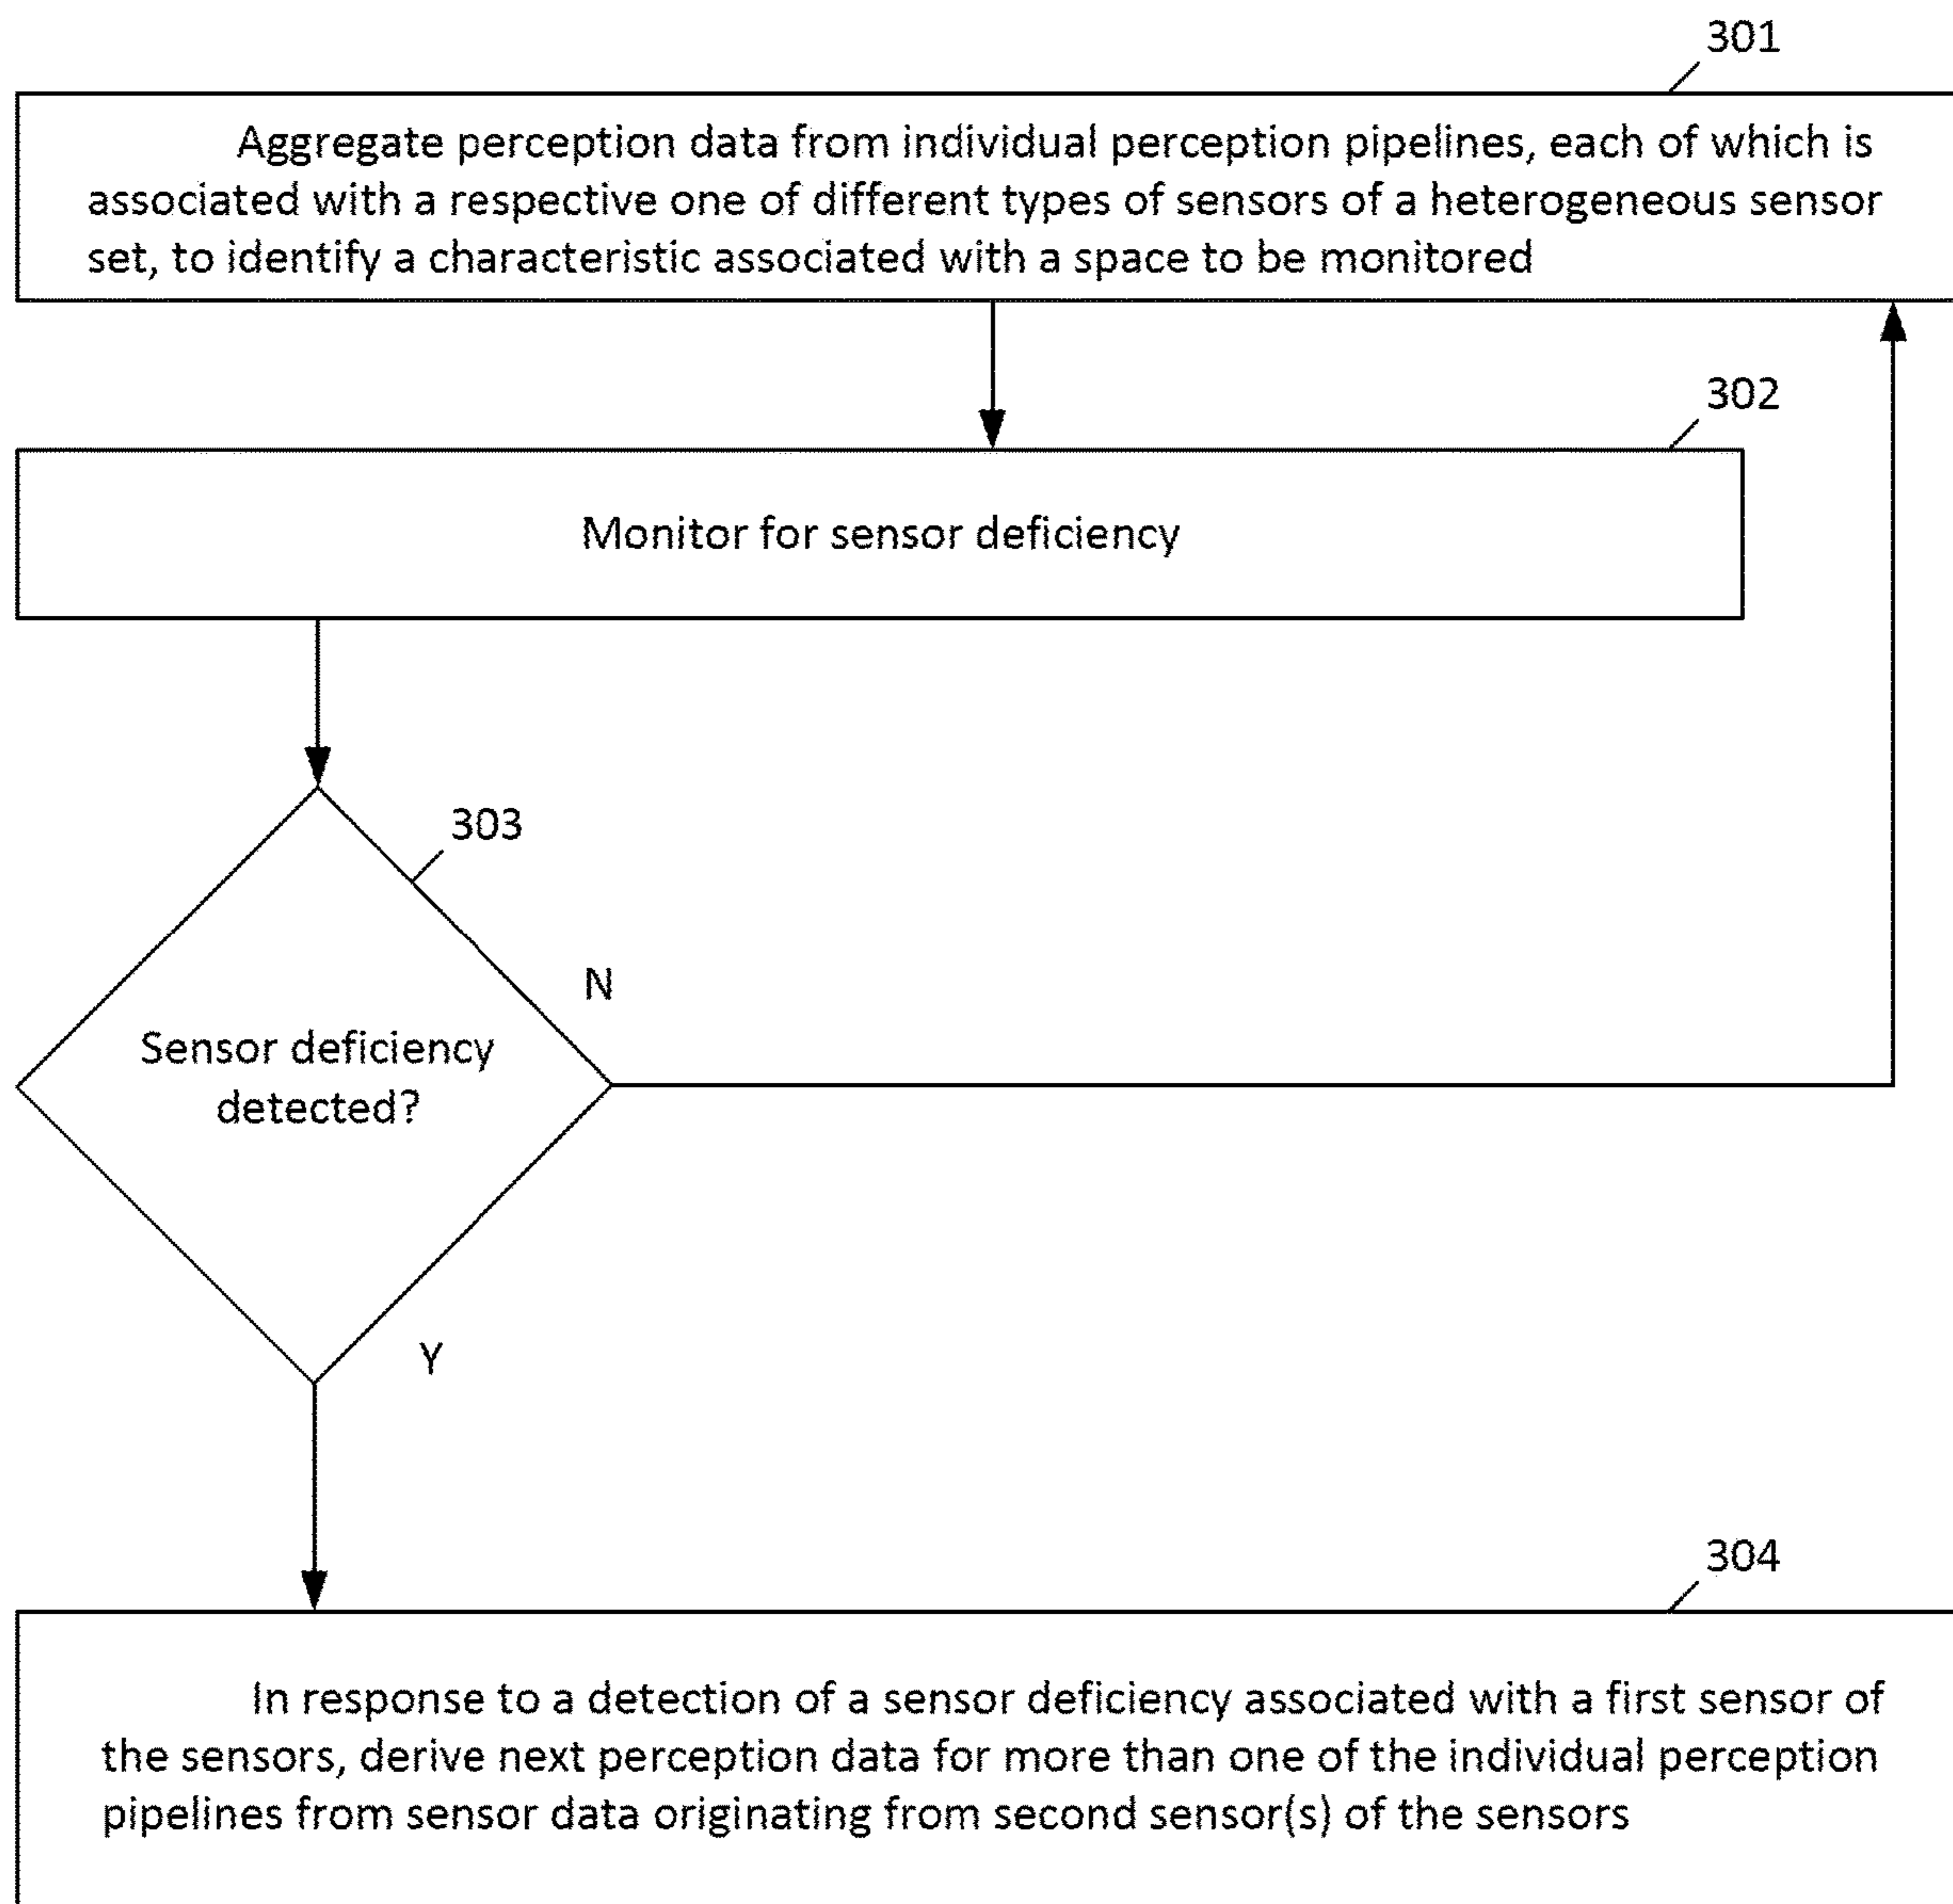 301
Aggregate perception data from individual perception pipelines, each of which is
associated with a respective one of different types of sensors of a heterogeneous sensor
set, to identify a characteristic associated with a space to be monitored
302
Monitor for sensor deficiency
303
N
Sensor deficiency
detected?
Y
304
In response to a detection of a sensor deficiency associated with a first sensor of
the sensors, derive next perception data for more than one of the individual perception
pipelines from sensor data originating from second sensor(s) of the sensors